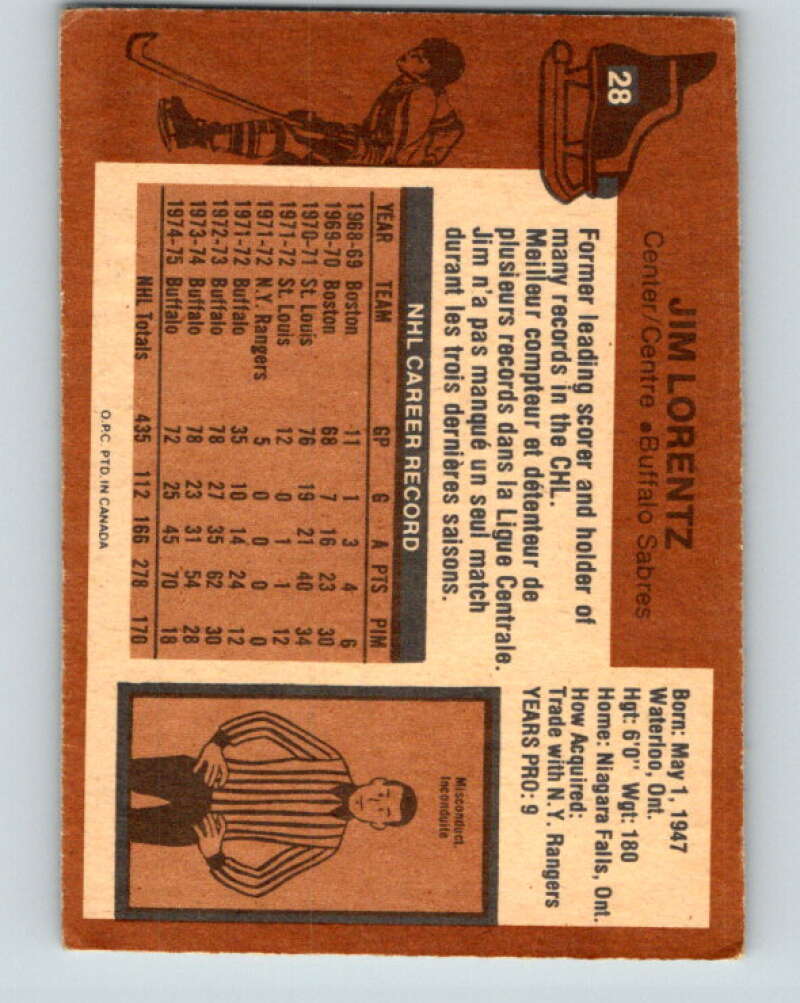 28
JIM LORENTZ
Center/Centre • Buffalo Sabres
Former leading scorer and holder of
many records in the CHL.
Meilleur compteur et détenteur de
plusieurs records dans la Ligue Centrale.
Jim n'a pas manqué un seul match
durant les trois dernières saisons.
NHL CAREER RECORD
YEAR TEAM GP G A PTS PIM
1968-69 Boston 11 1 3 4 6
1969-70 Boston 68 7 16 23 30
1970-71 St. Louis 76 19 21 40 34
1971-72 St. Louis 12 0 1 1 12
1971-72 N.Y. Rangers 5 0 0 0 0
1971-72 Buffalo 35 10 14 24 12
1972-73 Buffalo 78 27 35 62 30
1973-74 Buffalo 78 23 31 54 28
1974-75 Buffalo 72 25 45 70 18
NHL Totals 435 112 166 278 170
O.P.C. PTD. IN CANADA
Born: May 1, 1947
Waterloo, Ont.
Hgt: 6'0" Wgt: 180
Home: Niagara Falls, Ont.
How Acquired:
Trade with N.Y. Rangers
YEARS PRO: 9
Misconduct
Inconduite